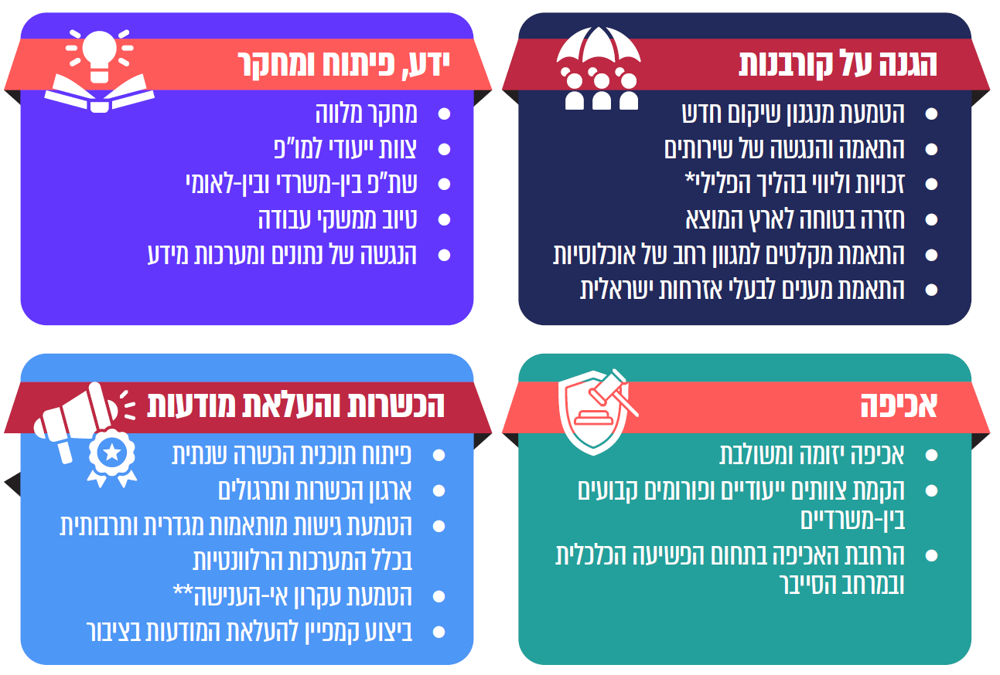 הגנה על קורבנות
• הטמעת מנגנון שיקום חדש
• התאמה והנגשה של שירותים
• זכויות וליווי בהליך הפלילי*
• חזרה בטוחה לארץ המוצא
• התאמת מקלטים למגוון רחב של אוכלוסיות
• התאמת מענים לבעלי אזרחות ישראלית
ידע, פיתוח ומחקר
• מחקר מלווה
• צוות ייעודי למו"פ
• שת"פ בין-משרדי ובין-לאומי
• טיוב ממשקי עבודה
• הנגשה של נתונים ומערכות מידע
אכיפה
• אכיפה יזומה ומשולבת
• הקמת צוותים ייעודיים ופורומים קבועים
בין-משרדיים
• הרחבת האכיפה בתחום הפשיעה הכלכלית
ובמרחב הסייבר
הכשרות והעלאת מודעות
• פיתוח תוכנית הכשרה שנתית
• ארגון הכשרות ותרגולים
• הטמעת גישות מותאמות מגדרית ותרבותית
בכלל המערכות הרלוונטיות
• הטמעת עקרון אי-הענישה**
• ביצוע קמפיין להעלאת המודעות בציבור